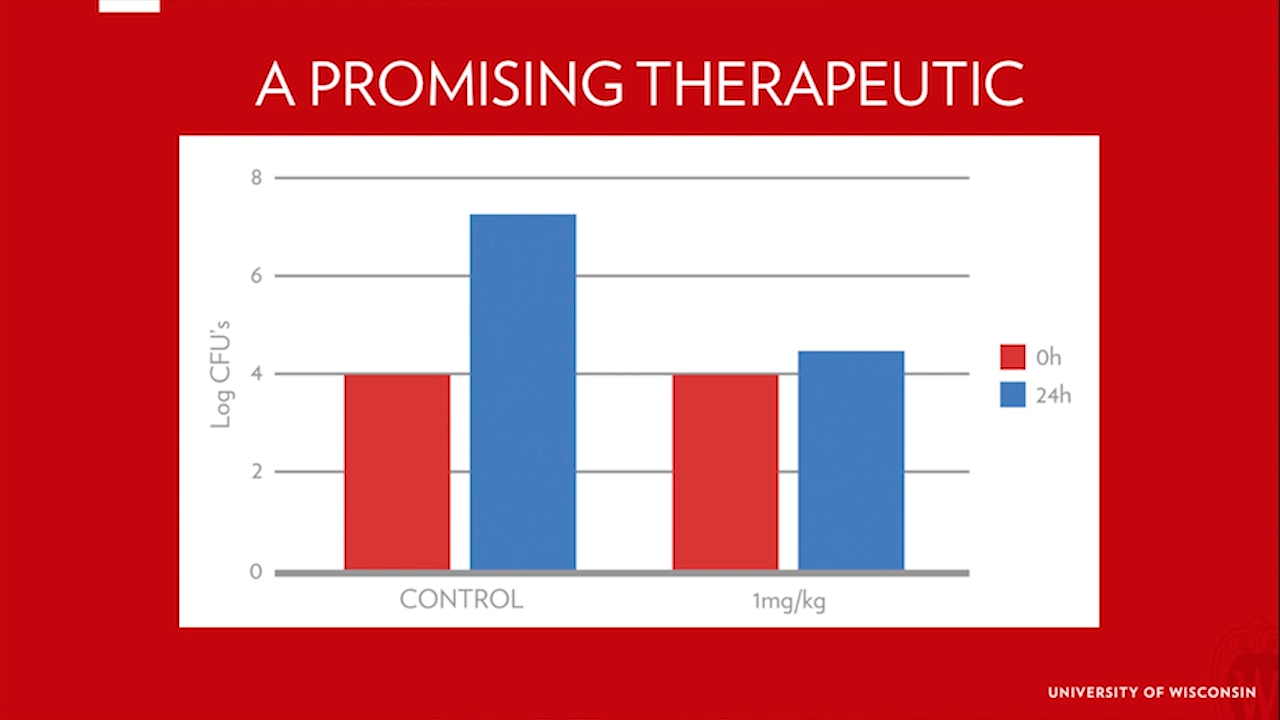 A PROMISING THERAPEUTIC
8
6
4
2
0
Log CFU's
CONTROL
1mg/kg
0h
24h
UNIVERSITY OF WISCONSIN
W